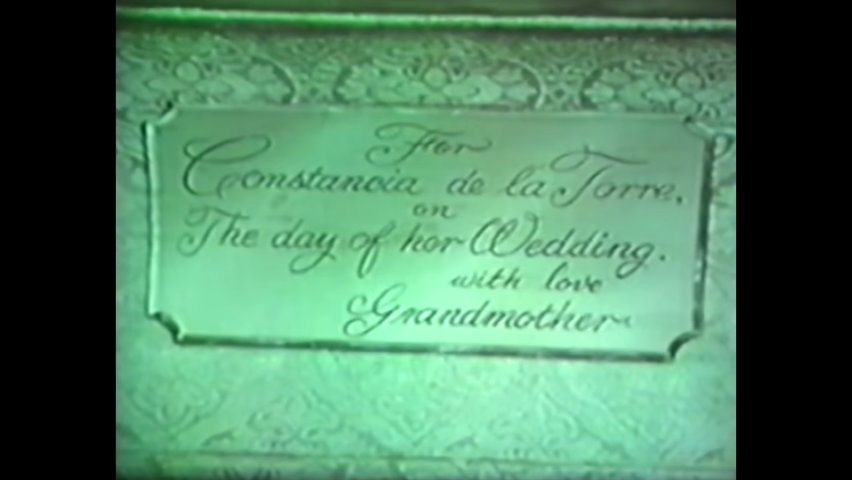 For
Constancia de la Torre,
on
The day of her Wedding.
with love
Grandmother